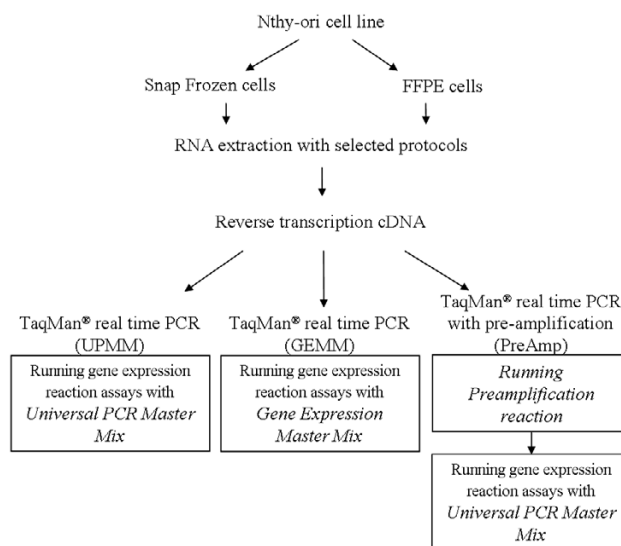 Nthy-ori cell line
Snap Frozen cells
FFPE cells
RNA extraction with selected protocols
Reverse transcription cDNA
TaqMan® real time PCR
(UPMM)
Running gene expression
reaction assays with
Universal PCR Master
Mix
TaqMan® real time PCR
(GEMM)
Running gene expression
reaction assays with
Gene Expression
Master Mix
TaqMan® real time PCR
with pre-amplification
(PreAmp)
Running
Preamplification
reaction
Running gene expression
reaction assays with
Universal PCR Master
Mix